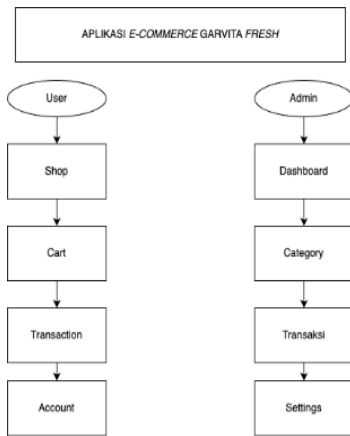 APLIKASI E-COMMERCE GARVITA FRESH
User
Admin
Shop
Dashboard
Cart
Category
Transaction
Transaksi
Account
Settings